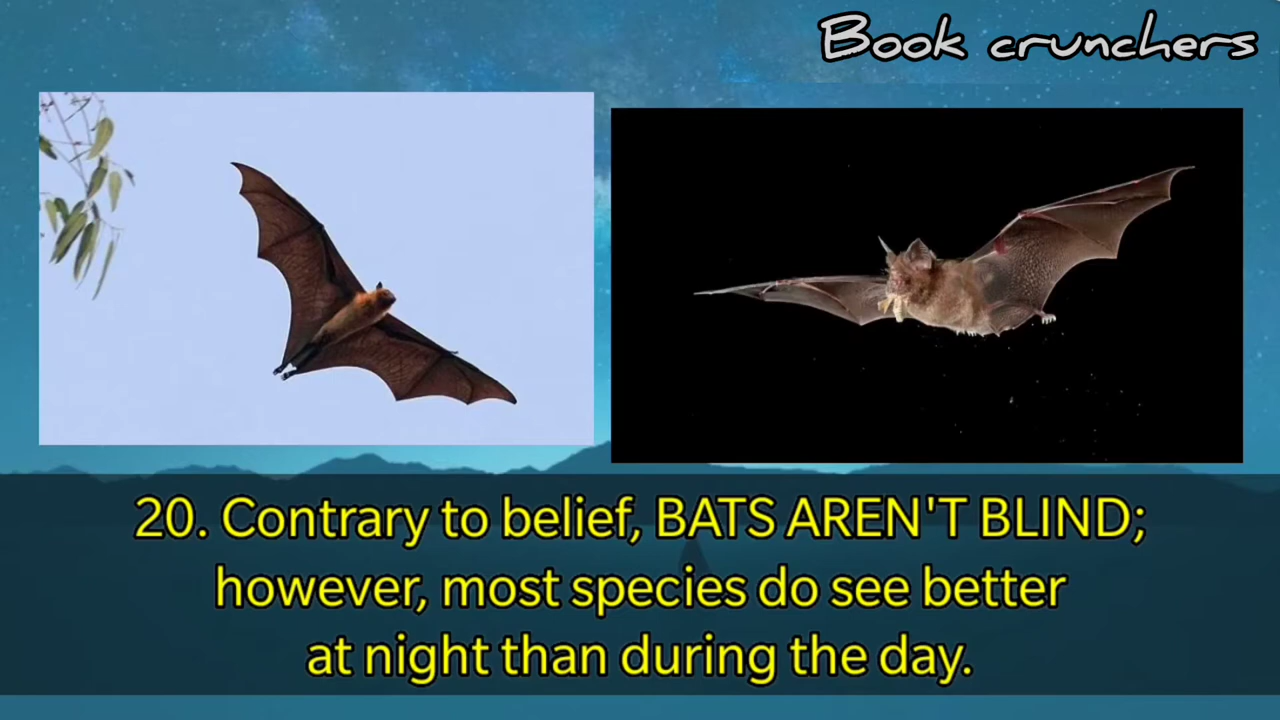 Book crunchers
20. Contrary to belief, BATS AREN'T BLIND;
however, most species do see better
at night than during the day.